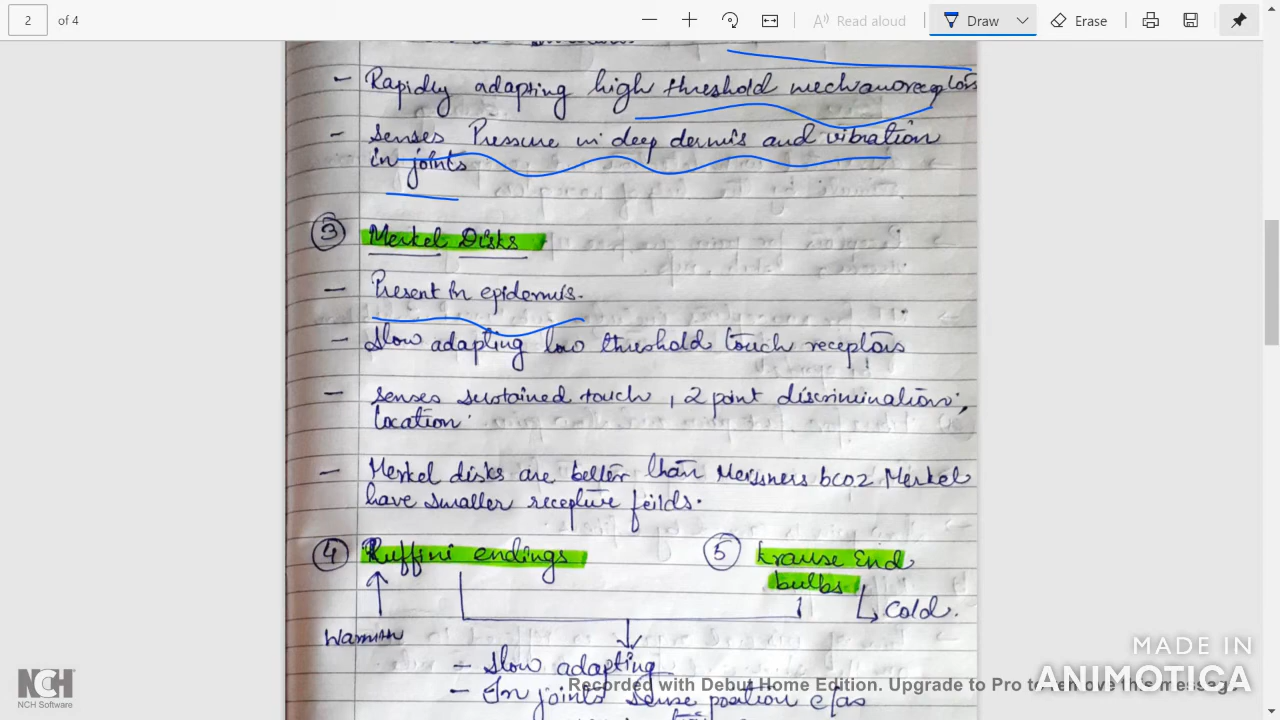 2 of 4
Read aloud
Draw
Erase
- Rapidly adapting high threshold mechanoreceptors
- senses Pressure in deep dermis and vibration
in joints
③ Merkel Disks
- Present in epidermis.
- Slow adapting low threshold touch receptors
- senses sustained touch, 2 point discrimination,
location.
- Merkel disks are better than Meissners bcoz Merkel
have smaller receptive feilds.
④ Ruffini endings
⑤ Krause End
bulbs
Cold.
Warmth
- Slow adapting
- In joints sense position
Recorded with Debut Home Edition. Upgrade to Pro to remove this message.
MADE IN
ANIMOTICA
NCH
NCH Software